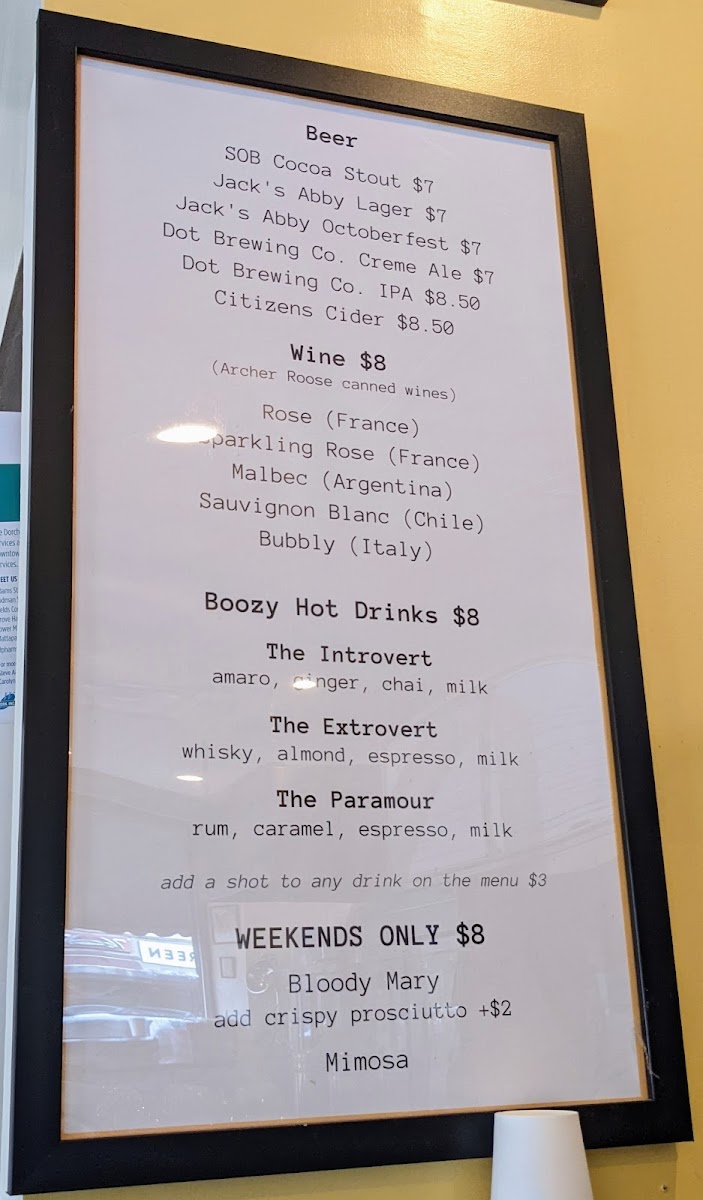 Beer
SOB Cocoa Stout $7
Jack's Abby Lager $7
Jack's Abby Octoberfest $7
Dot Brewing Co. Creme Ale $7
Dot Brewing Co. IPA $8.50
Citizens Cider $8.50
Wine $8
(Archer Roose canned wines)
Rose (France)
Sparkling Rose (France)
Malbec (Argentina)
Sauvignon Blanc (Chile)
Bubbly (Italy)
Boozy Hot Drinks $8
The Introvert
amaro, ginger, chai, milk
The Extrovert
whisky, almond, espresso, milk
The Paramour
rum, caramel, espresso, milk
add a shot to any drink on the menu $3
WEEKENDS ONLY $8
Bloody Mary
add crispy prosciutto +$2
Mimosa